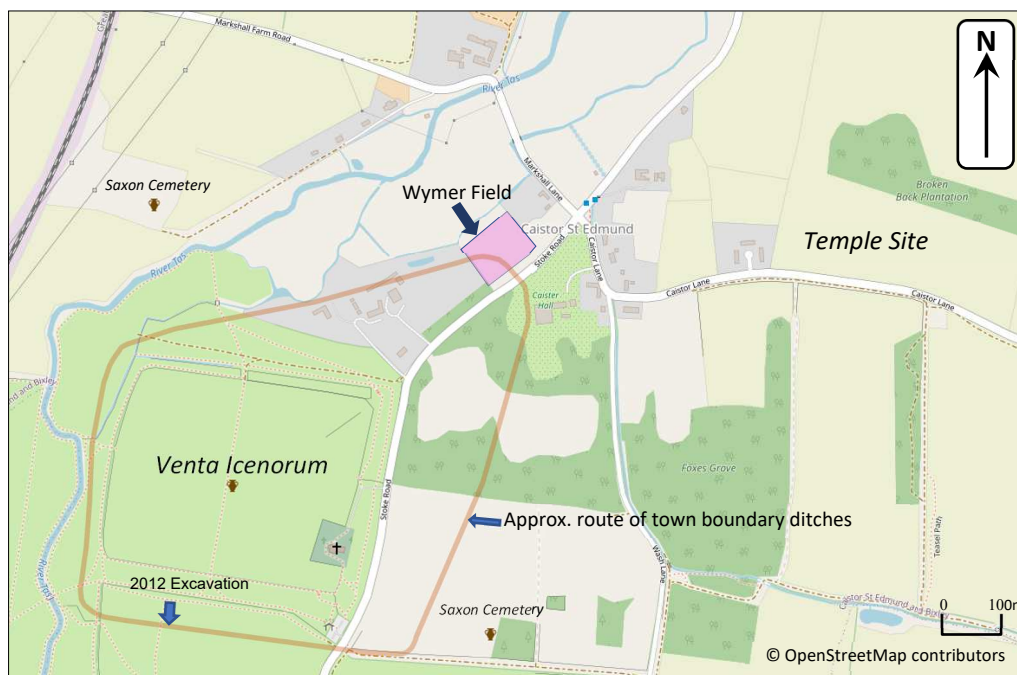 Markshall Farm Road
N
River Tas
Saxon Cemetery
Markshall Lane
Broken
Back Plantation
Wymer Field
Caistor St Edmund
Temple Site
Stoke Road
Caistor Lane
River Tas
Caister
Hall
Caistor Lane
Caistor Lane
Venta Icenorum
Foxes Grove
Stoke Road
Approx. route of town boundary ditches
Teasel Path
Wash Lane
2012 Excavation
Saxon Cemetery
Caistor St Edmund and Bixley
0
100m
© OpenStreetMap contributors